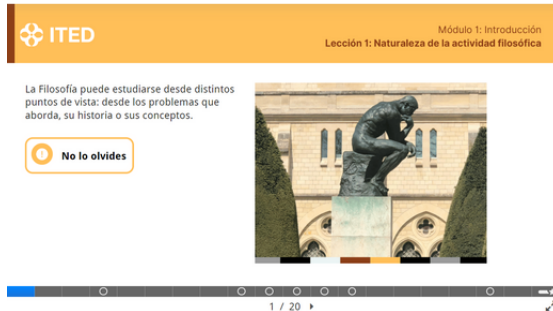 ITED
Módulo 1: Introducción
Lección 1: Naturaleza de la actividad filosófica
La Filosofía puede estudiarse desde distintos
puntos de vista: desde los problemas que
aborda, su historia o sus conceptos.
No lo olvides
1 / 20